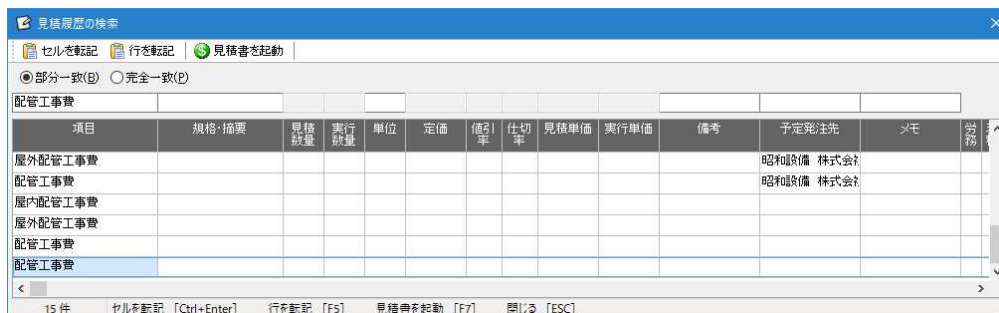 見積履歴の検索
セルを転記 行を転記 見積書を起動
部分一致(B) 完全一致(P)
配管工事費
項目 規格・摘要 見積数量 実行数量 単位 定価 値引率 仕切率 見積単価 実行単価 備考 予定発注先 メモ 労務
屋外配管工事費 昭和設備 株式会社
配管工事費 昭和設備 株式会社
屋内配管工事費
屋外配管工事費
配管工事費
配管工事費
15 件 セルを転記 [Ctrl+Enter] 行を転記 [F5] 見積書を起動 [F7] 閉じる [ESC]